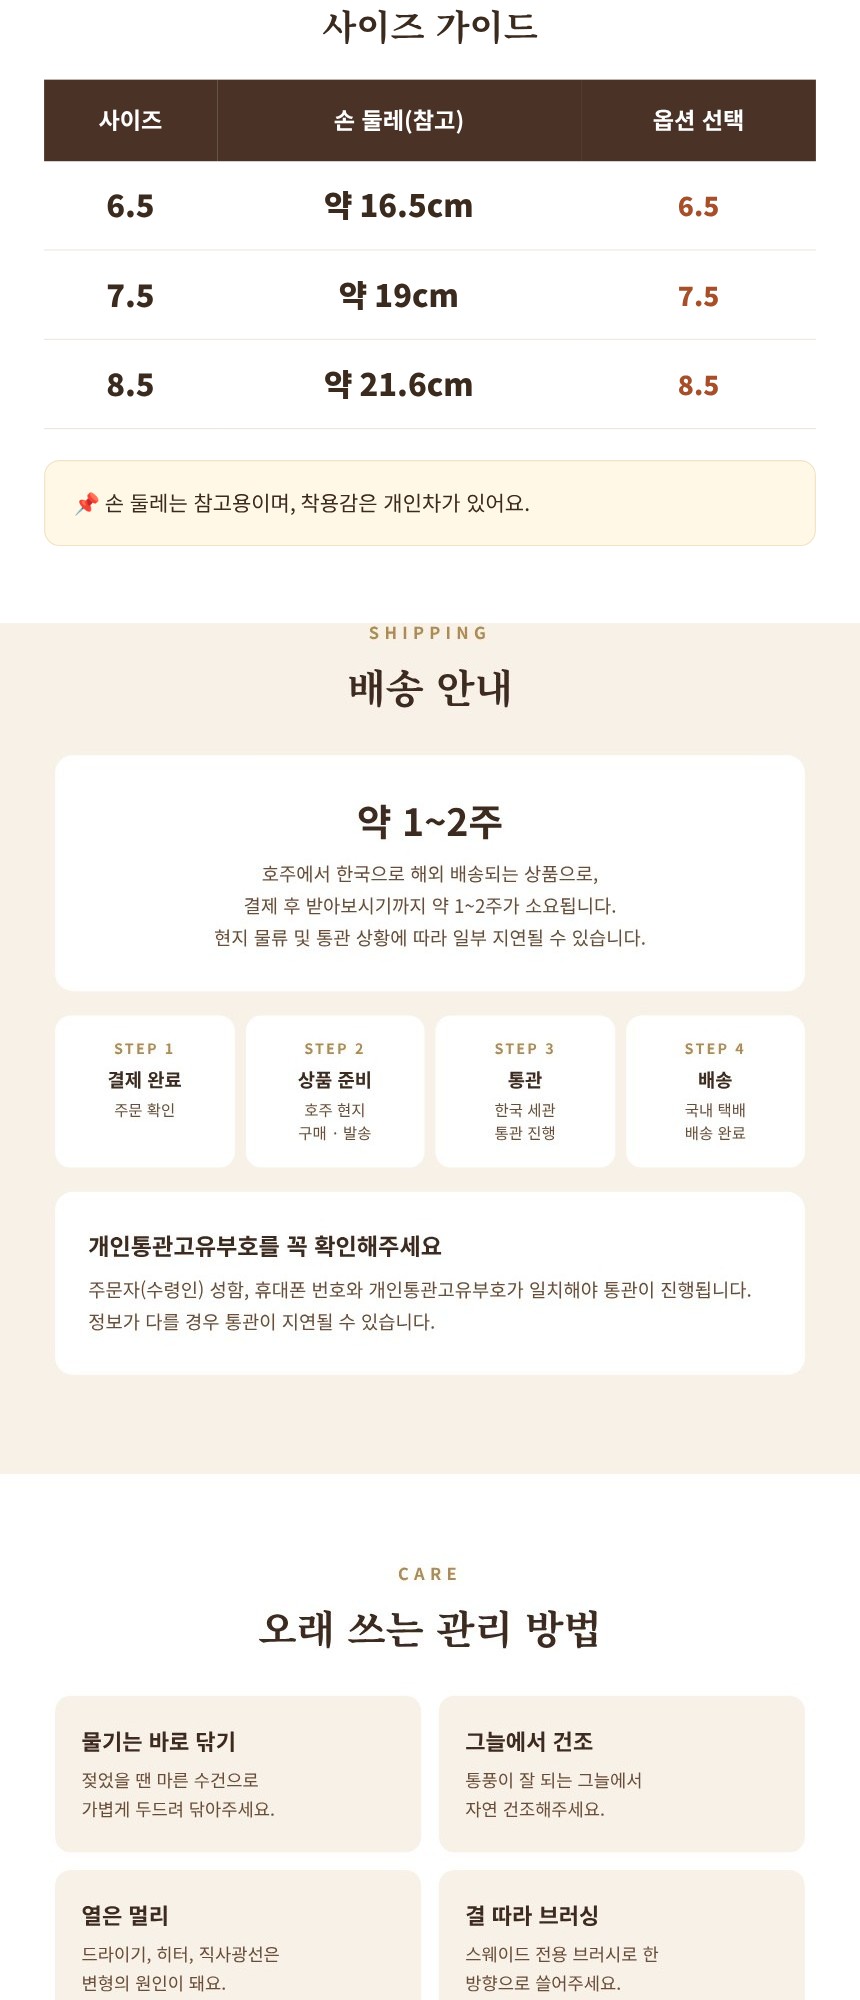 사이즈 가이드
사이즈 손 둘레(참고) 옵션 선택
6.5 약 16.5cm 6.5
7.5 약 19cm 7.5
8.5 약 21.6cm 8.5
📌 손 둘레는 참고용이며, 착용감은 개인차가 있어요.
SHIPPING
배송 안내
약 1~2주
호주에서 한국으로 해외 배송되는 상품으로,
결제 후 받아보시기까지 약 1~2주가 소요됩니다.
현지 물류 및 통관 상황에 따라 일부 지연될 수 있습니다.
STEP 1
결제 완료
주문 확인
STEP 2
상품 준비
호주 현지
구매 · 발송
STEP 3
통관
한국 세관
통관 진행
STEP 4
배송
국내 택배
배송 완료
개인통관고유부호를 꼭 확인해주세요
주문자(수령인) 성함, 휴대폰 번호와 개인통관고유부호가 일치해야 통관이 진행됩니다.
정보가 다를 경우 통관이 지연될 수 있습니다.
CARE
오래 쓰는 관리 방법
물기는 바로 닦기
젖었을 땐 마른 수건으로
가볍게 두드려 닦아주세요.
그늘에서 건조
통풍이 잘 되는 그늘에서
자연 건조해주세요.
열은 멀리
드라이기, 히터, 직사광선은
변형의 원인이 돼요.
결 따라 브러싱
스웨이드 전용 브러시로 한
방향으로 쓸어주세요.